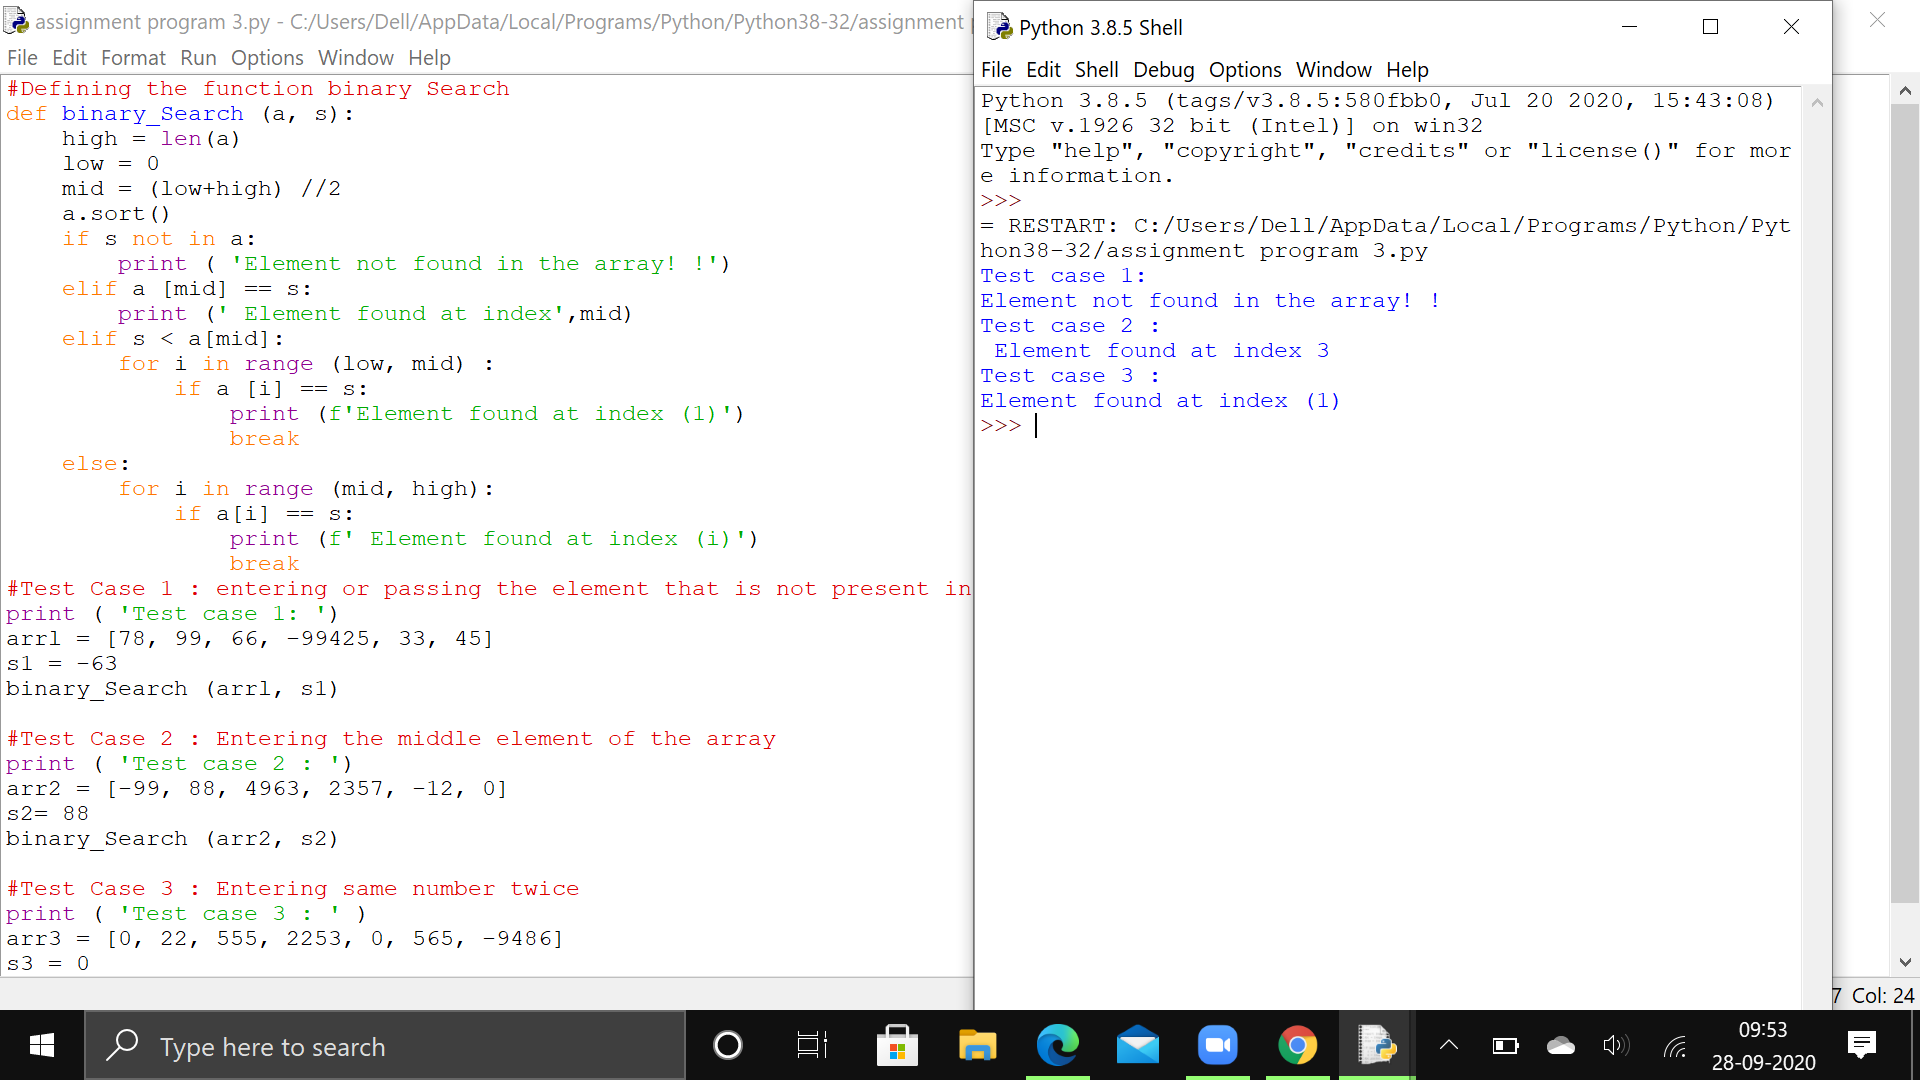 assignment program 3.py - C:/Users/Dell/AppData/Local/Programs/Python/Python38-32/assignment
File Edit Format Run Options Window Help
#Defining the function binary Search
def binary_Search (a, s):
    high = len(a)
    low = 0
    mid = (low+high) //2
    a.sort()
    if s not in a:
        print ( 'Element not found in the array! !')
    elif a [mid] == s:
        print (' Element found at index',mid)
    elif s < a[mid]:
        for i in range (low, mid) :
            if a [i] == s:
                print (f'Element found at index (1)')
                break
    else:
        for i in range (mid, high):
            if a[i] == s:
                print (f' Element found at index (i)')
                break
#Test Case 1 : entering or passing the element that is not present in
print ( 'Test case 1: ')
arrl = [78, 99, 66, -99425, 33, 45]
s1 = -63
binary_Search (arrl, s1)
#Test Case 2 : Entering the middle element of the array
print ( 'Test case 2 : ')
arr2 = [-99, 88, 4963, 2357, -12, 0]
s2= 88
binary_Search (arr2, s2)
#Test Case 3 : Entering same number twice
print ( 'Test case 3 : ' )
arr3 = [0, 22, 555, 2253, 0, 565, -9486]
s3 = 0
Python 3.8.5 Shell
File Edit Shell Debug Options Window Help
Python 3.8.5 (tags/v3.8.5:580fbb0, Jul 20 2020, 15:43:08)
[MSC v.1926 32 bit (Intel)] on win32
Type "help", "copyright", "credits" or "license()" for mor
e information.
>>>
= RESTART: C:/Users/Dell/AppData/Local/Programs/Python/Pyt
hon38-32/assignment program 3.py
Test case 1:
Element not found in the array! !
Test case 2 :
 Element found at index 3
Test case 3 :
Element found at index (1)
>>>
7 Col: 24
Type here to search
09:53
28-09-2020